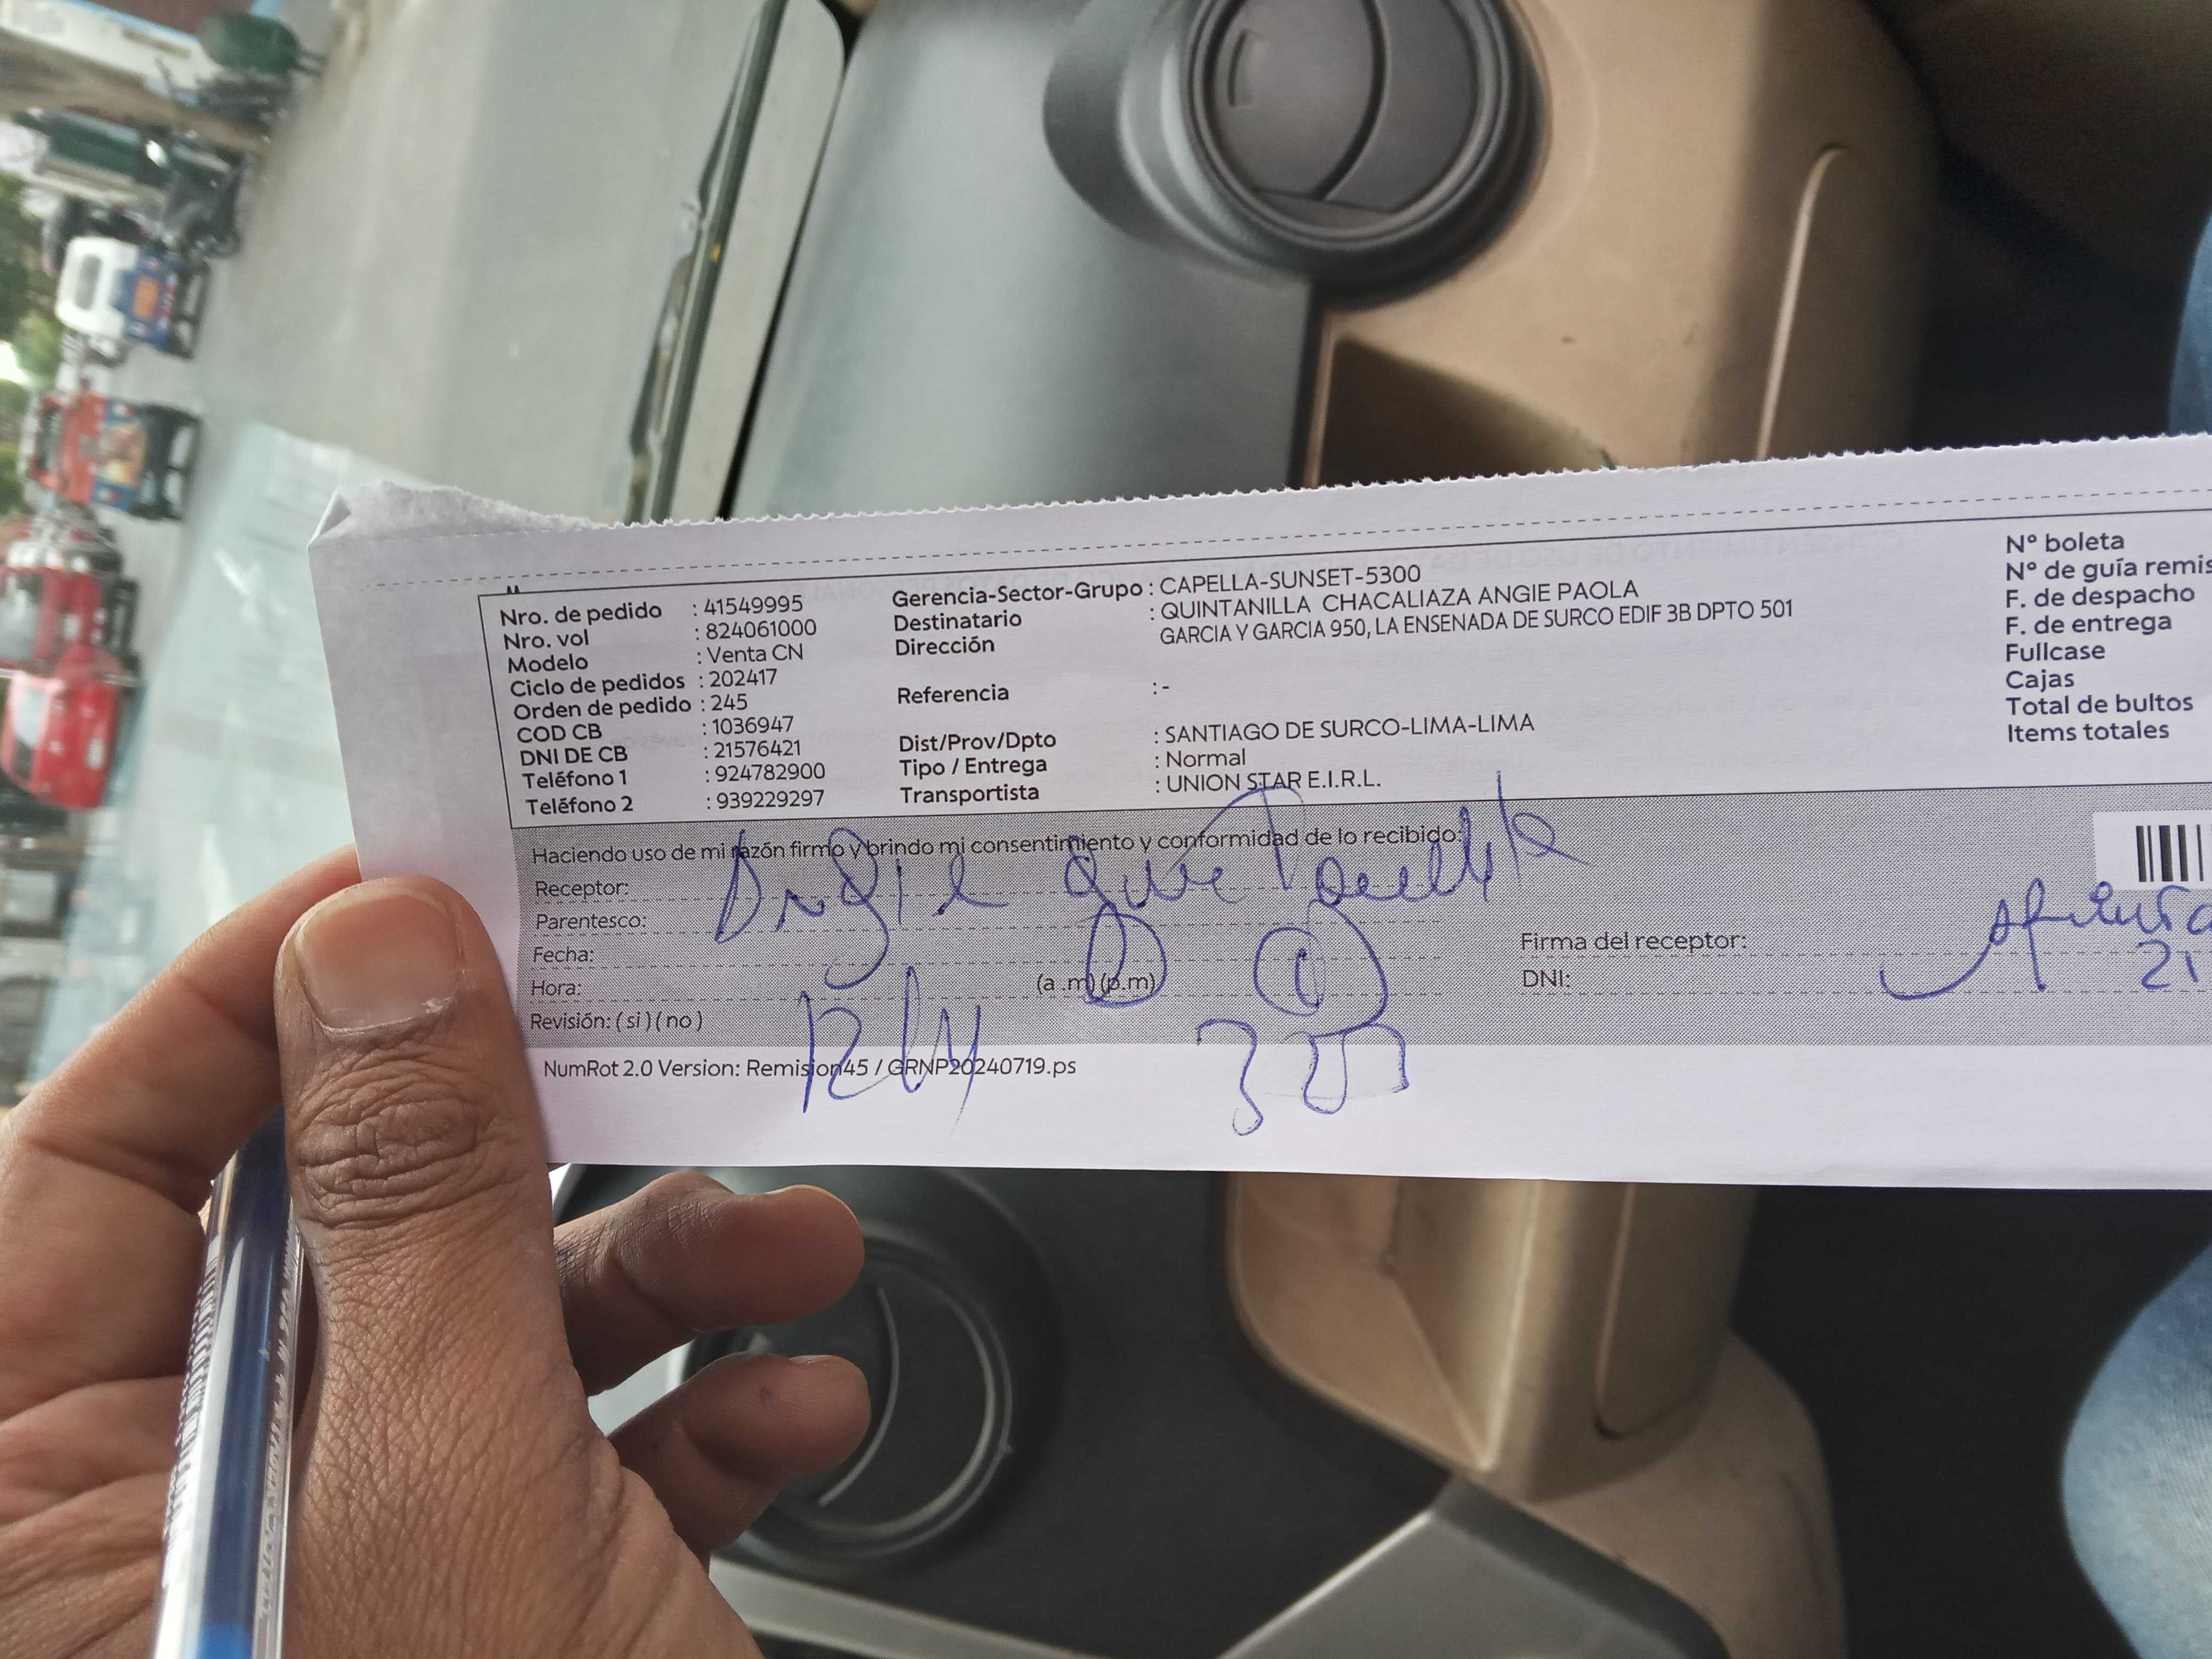 Nro. de pedido : 41549995
Nro. vol : 824061000
Modelo : Venta CN
Ciclo de pedidos : 202417
Orden de pedido : 245
COD CB : 1036947
DNI DE CB : 21576421
Teléfono 1 : 924782900
Teléfono 2 : 939229297
Gerencia-Sector-Grupo : CAPELLA-SUNSET-5300
Destinatario : QUINTANILLA CHACALIAZA ANGIE PAOLA
Dirección GARCIA Y GARCIA 950, LA ENSENADA DE SURCO EDIF 3B DPTO 501
Referencia :-
Dist/Prov/Dpto : SANTIAGO DE SURCO-LIMA-LIMA
Tipo / Entrega : Normal
Transportista : UNION STAR E.I.R.L.
N° boleta
N° de guía remis
F. de despacho
F. de entrega
Fullcase
Cajas
Total de bultos
Items totales
Haciendo uso de mi razón firmo y brindo mi consentimiento y conformidad de lo recibido:
Receptor: Angie
Parentesco:
Fecha:
Hora: (a .m) (p.m)
Revisión: ( si ) ( no )
Firma del receptor:
DNI: 21
NumRot 2.0 Version: Remision45 / GRNP20240719.ps